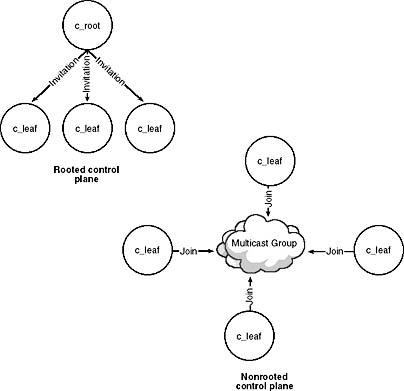 c_root
Invitation
Invitation
Invitation
c_leaf
c_leaf
c_leaf
Rooted control
plane
c_leaf
Join
c_leaf
Join
Multicast Group
Join
c_leaf
Join
c_leaf
Nonrooted
control plane